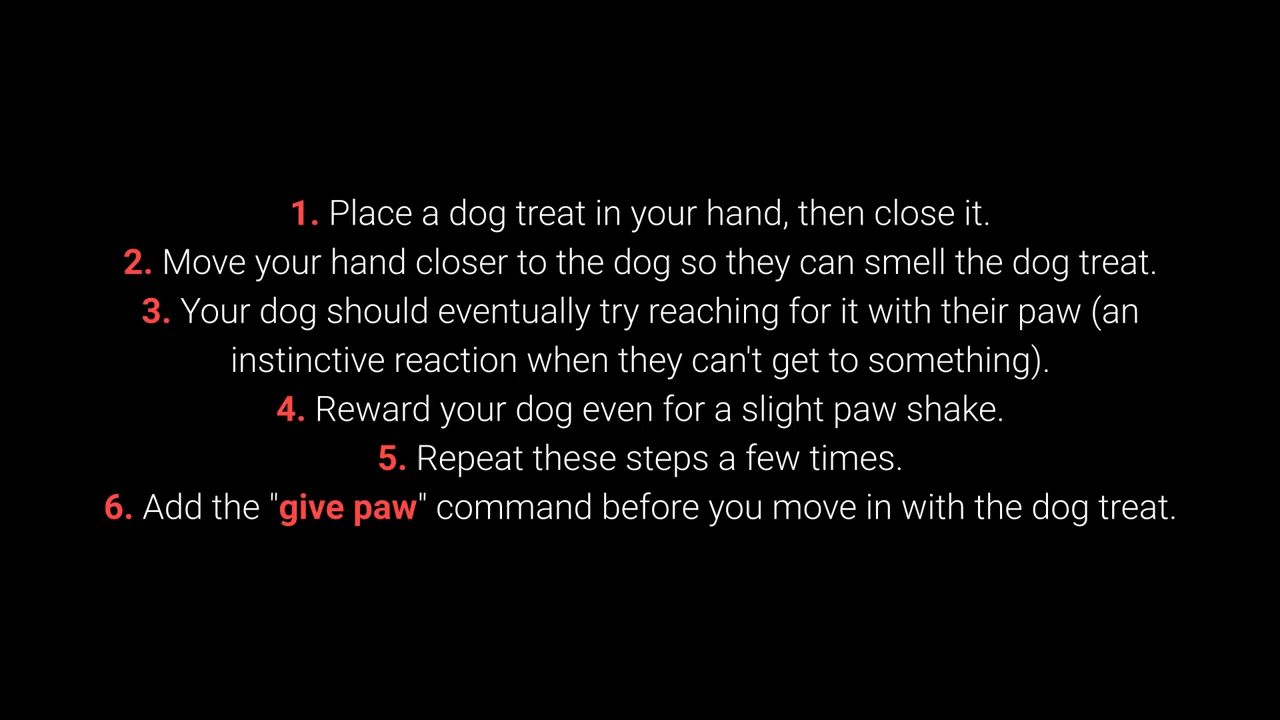 1. Place a dog treat in your hand, then close it.
2. Move your hand closer to the dog so they can smell the dog treat.
3. Your dog should eventually try reaching for it with their paw (an
instinctive reaction when they can't get to something).
4. Reward your dog even for a slight paw shake.
5. Repeat these steps a few times.
6. Add the "give paw" command before you move in with the dog treat.